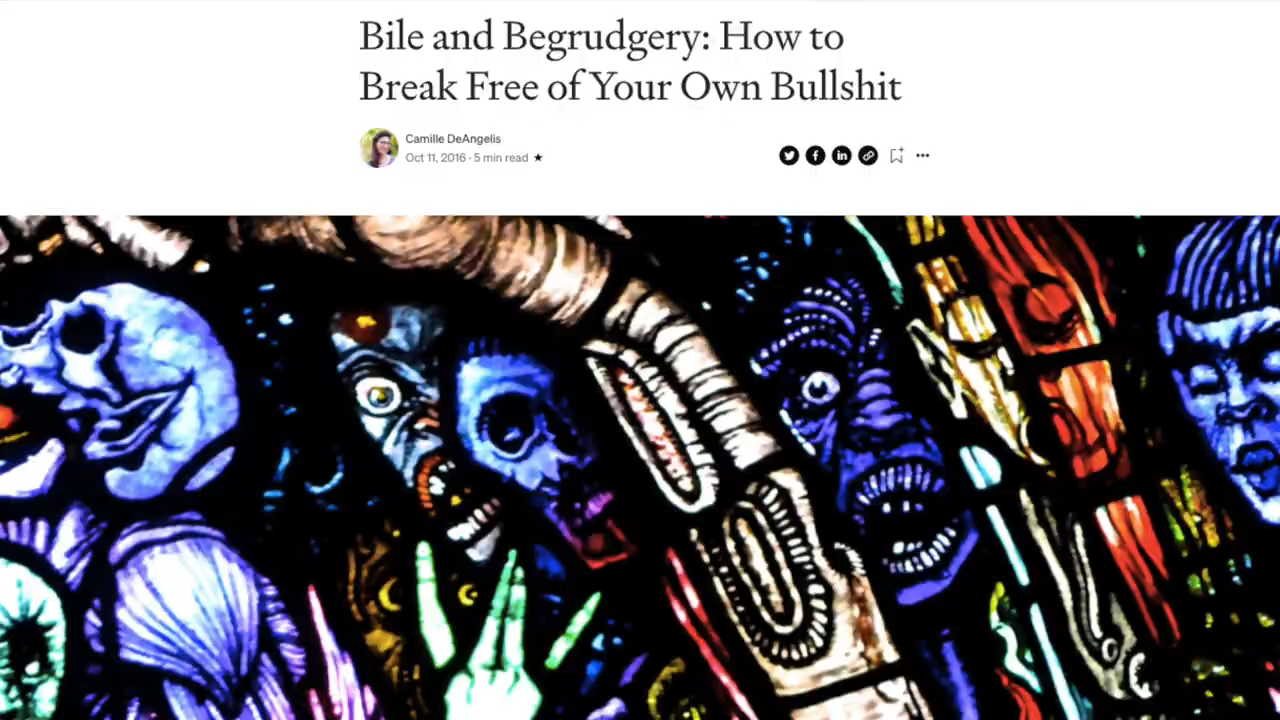 Bile and Begrudgery: How to
Break Free of Your Own Bullshit
Camille DeAngelis
Oct 11, 2016 · 5 min read ★